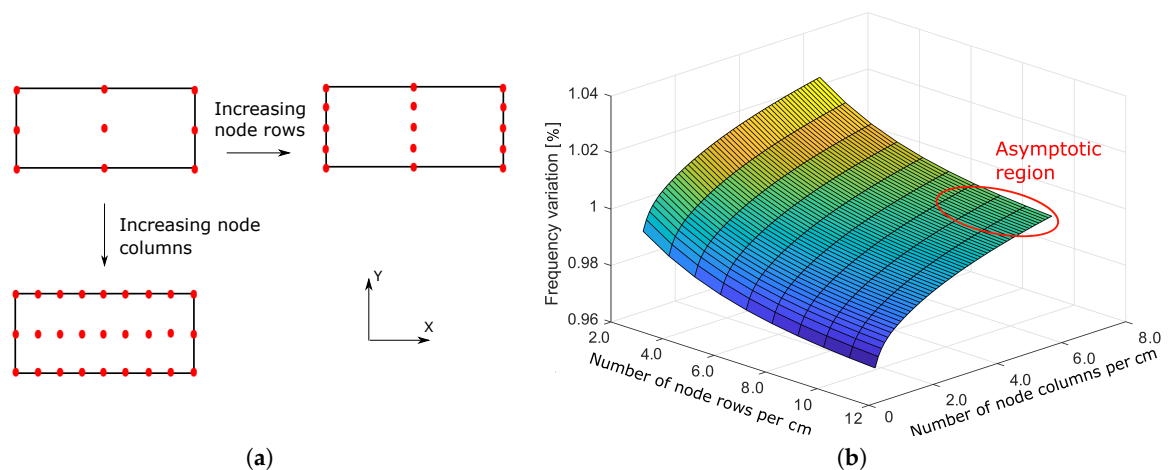 Increasing
node rows
Increasing node
columns
Y
X
(a)
Frequency variation [%]
1.04
1.02
1
0.98
0.96
Asymptotic
region
2.0
4.0
6.0
8.0
10
12
Number of node rows per cm
0
2.0
4.0
6.0
8.0
Number of node columns per cm
(b)